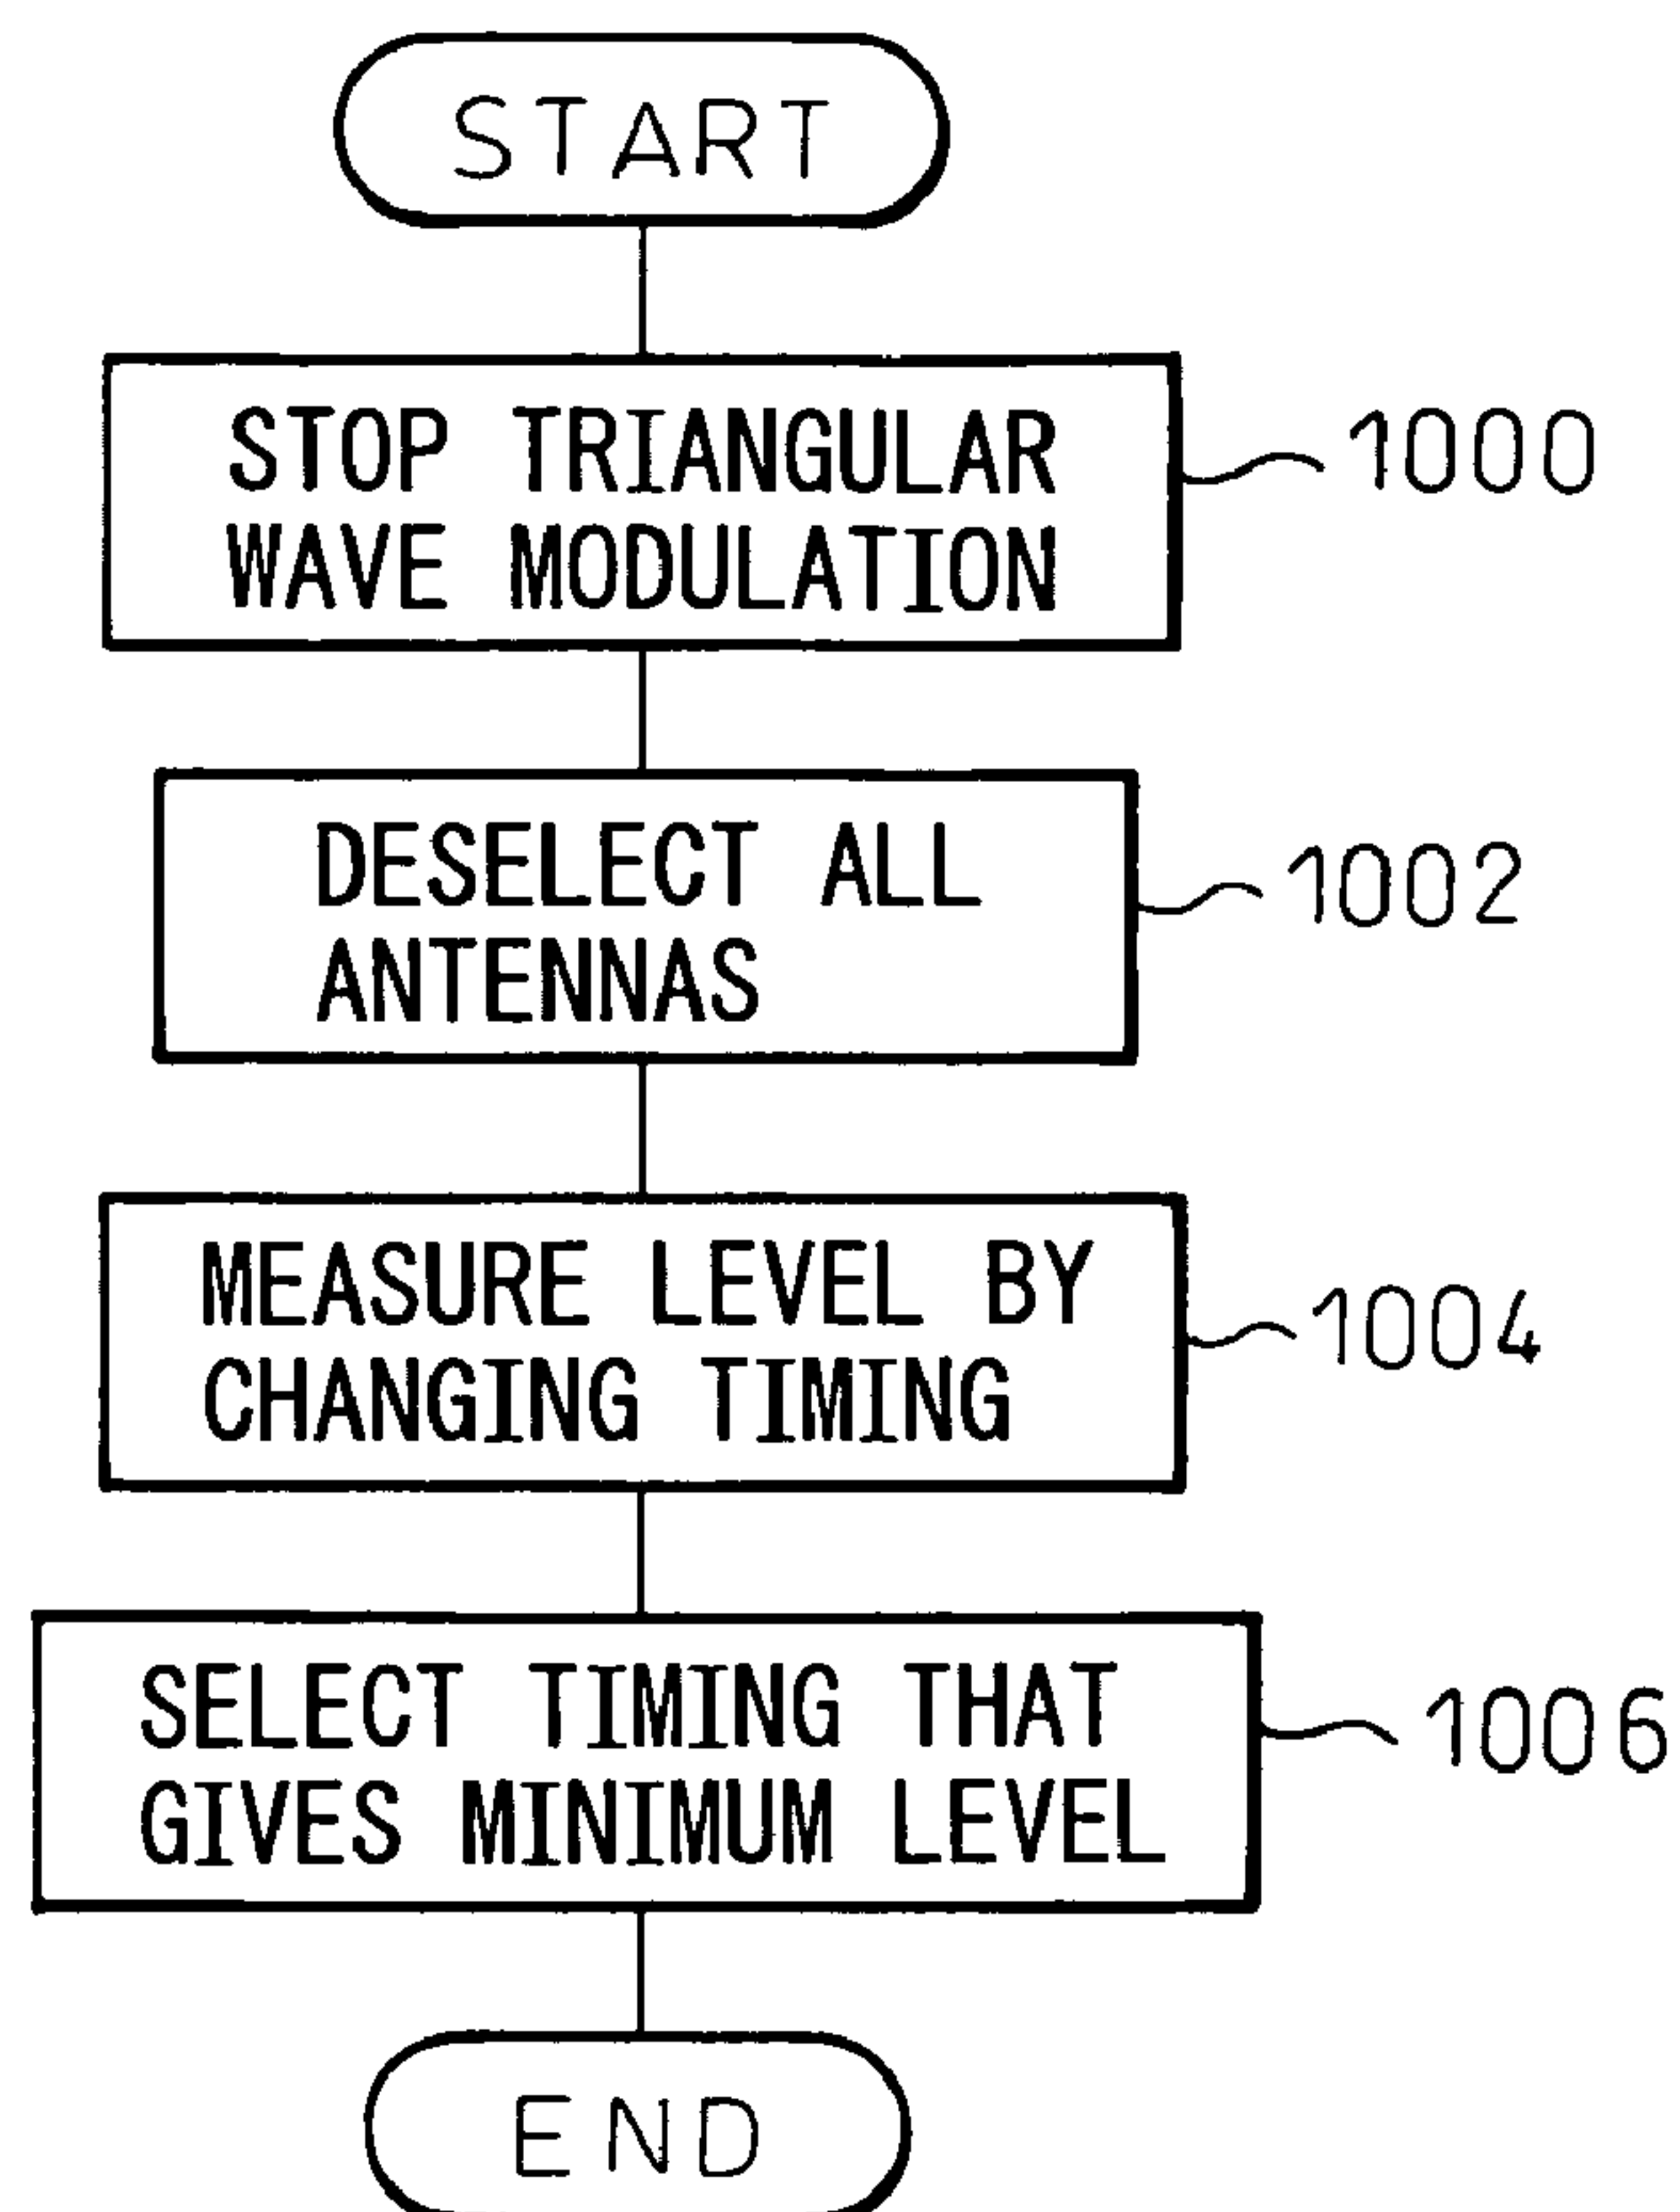 START
STOP TRIANGULAR
WAVE MODULATION
1000
DESELECT ALL
ANTENNAS
1002
MEASURE LEVEL BY
CHANGING TIMING
1004
SELECT TIMING THAT
GIVES MINIMUM LEVEL
1006
END